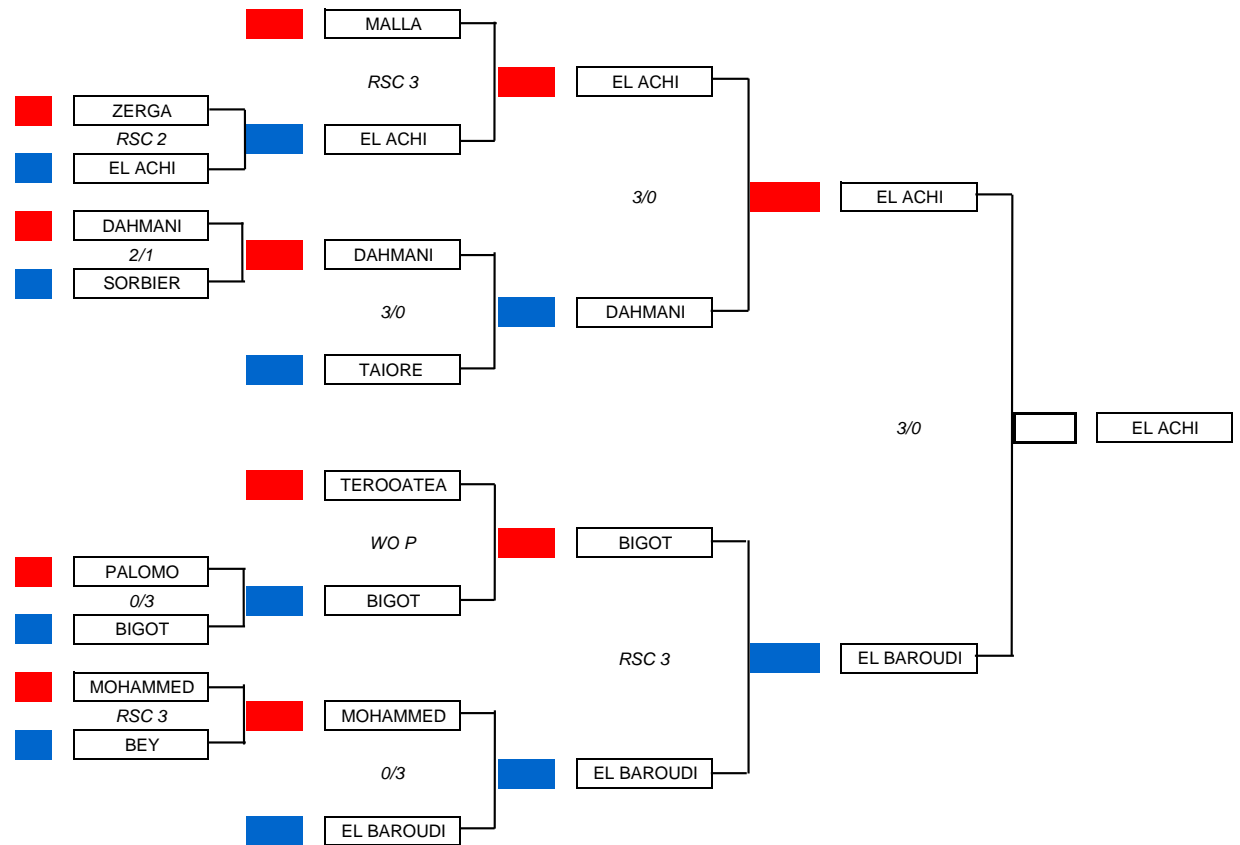 MALLA
RSC 3
EL ACHI
ZERGA
RSC 2
EL ACHI
EL ACHI
3/0
EL ACHI
DAHMANI
2/1
SORBIER
DAHMANI
3/0
DAHMANI
TAIORE
3/0
EL ACHI
TEROOATEA
WO P
BIGOT
PALOMO
0/3
BIGOT
BIGOT
RSC 3
EL BAROUDI
MOHAMMED
RSC 3
BEY
MOHAMMED
0/3
EL BAROUDI
EL BAROUDI